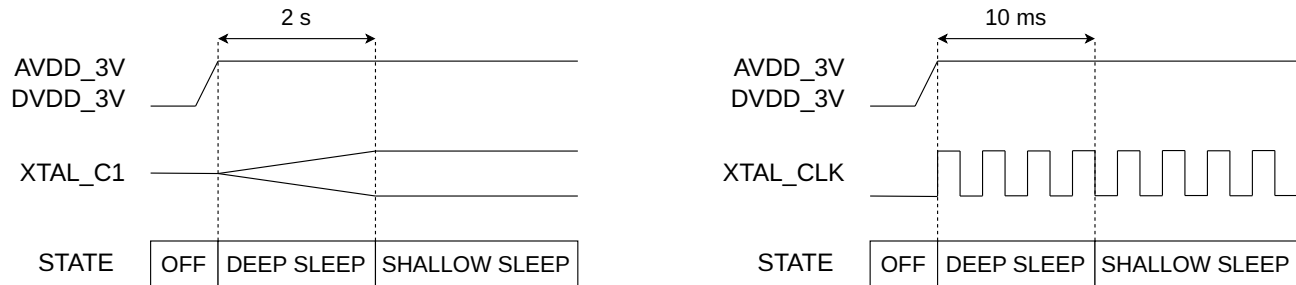 2 s
AVDD_3V
DVDD_3V
XTAL_C1
STATE OFF DEEP SLEEP SHALLOW SLEEP
10 ms
AVDD_3V
DVDD_3V
XTAL_CLK
STATE OFF DEEP SLEEP SHALLOW SLEEP